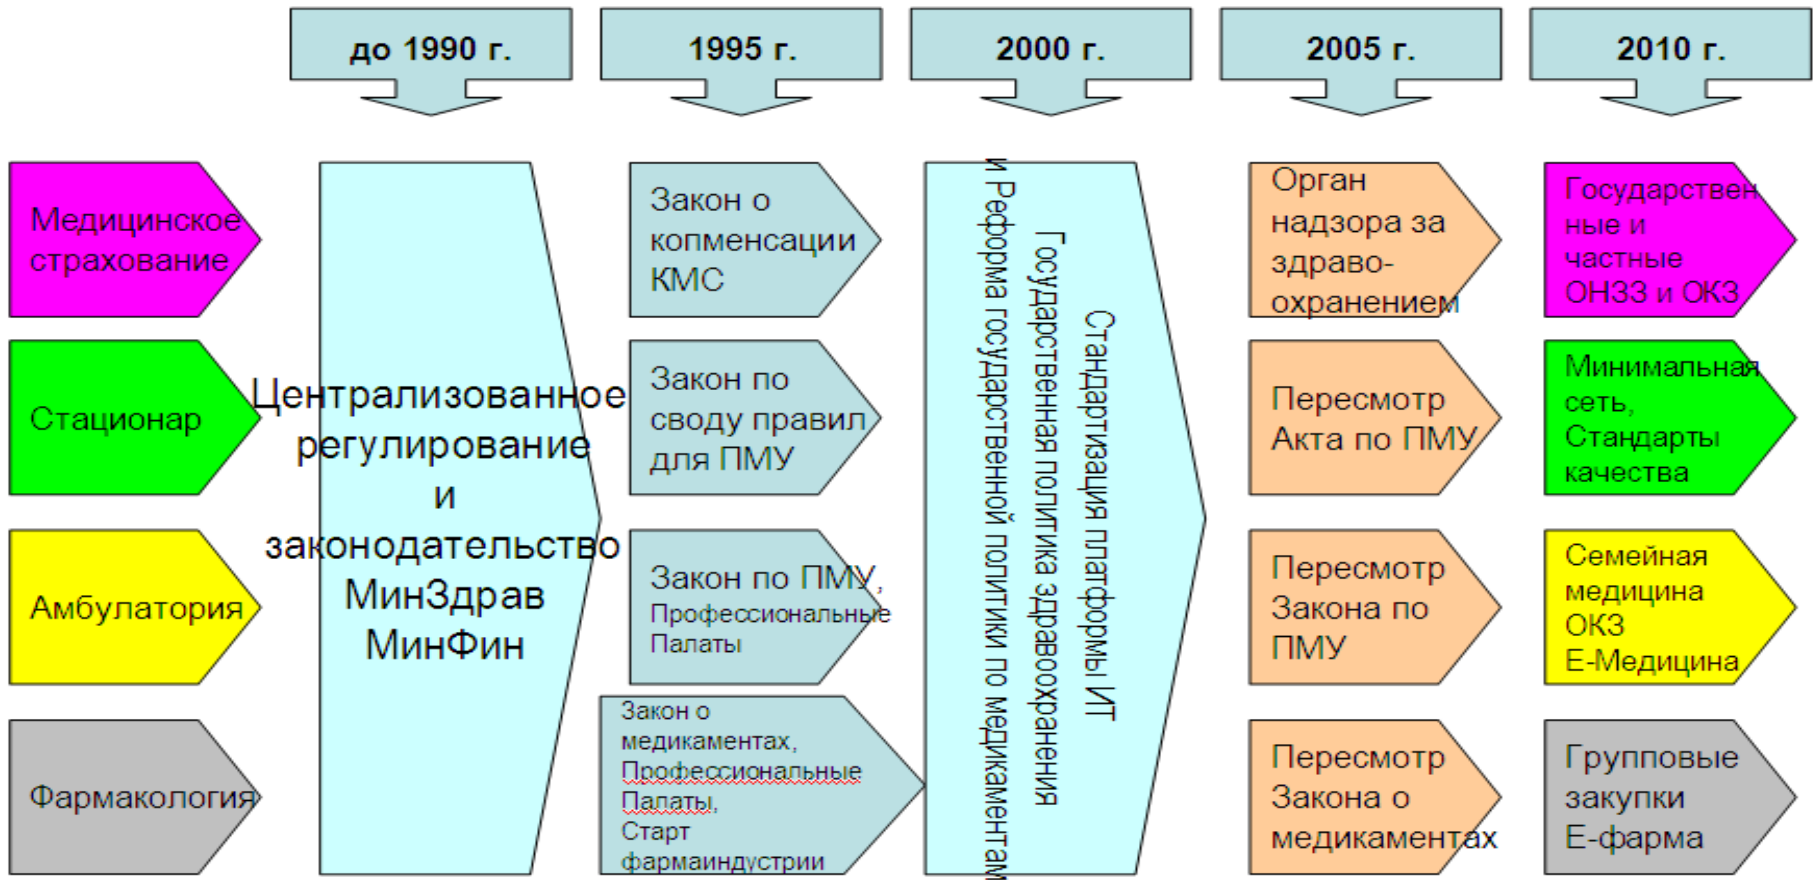 до 1990 г.
1995 г.
2000 г.
2005 г.
2010 г.
Медицинское
страхование
Стационар
Амбулатория
Фармакология
Централизованное
регулирование
и
законодательство
МинЗдрав
МинФин
Закон о
копменсации
КМС
Закон по
своду правил
для ПМУ
Закон по ПМУ,
Профессиональные
Палаты
Закон о
медикаментах,
Профессиональные
Палаты,
Старт
фармаиндустрии
Стандартизация платформы ИТ
Государственная политика здравоохранения
и Реформа государственной политики по медикаментам
Орган
надзора за
здраво-
охранением
Пересмотр
Акта по ПМУ
Пересмотр
Закона по
ПМУ
Пересмотр
Закона о
медикаментах
Государствен
ные и
частные
ОНЗЗ и ОКЗ
Минимальная
сеть,
Стандарты
качества
Семейная
медицина
ОКЗ
Е-Медицина
Групповые
закупки
Е-фарма